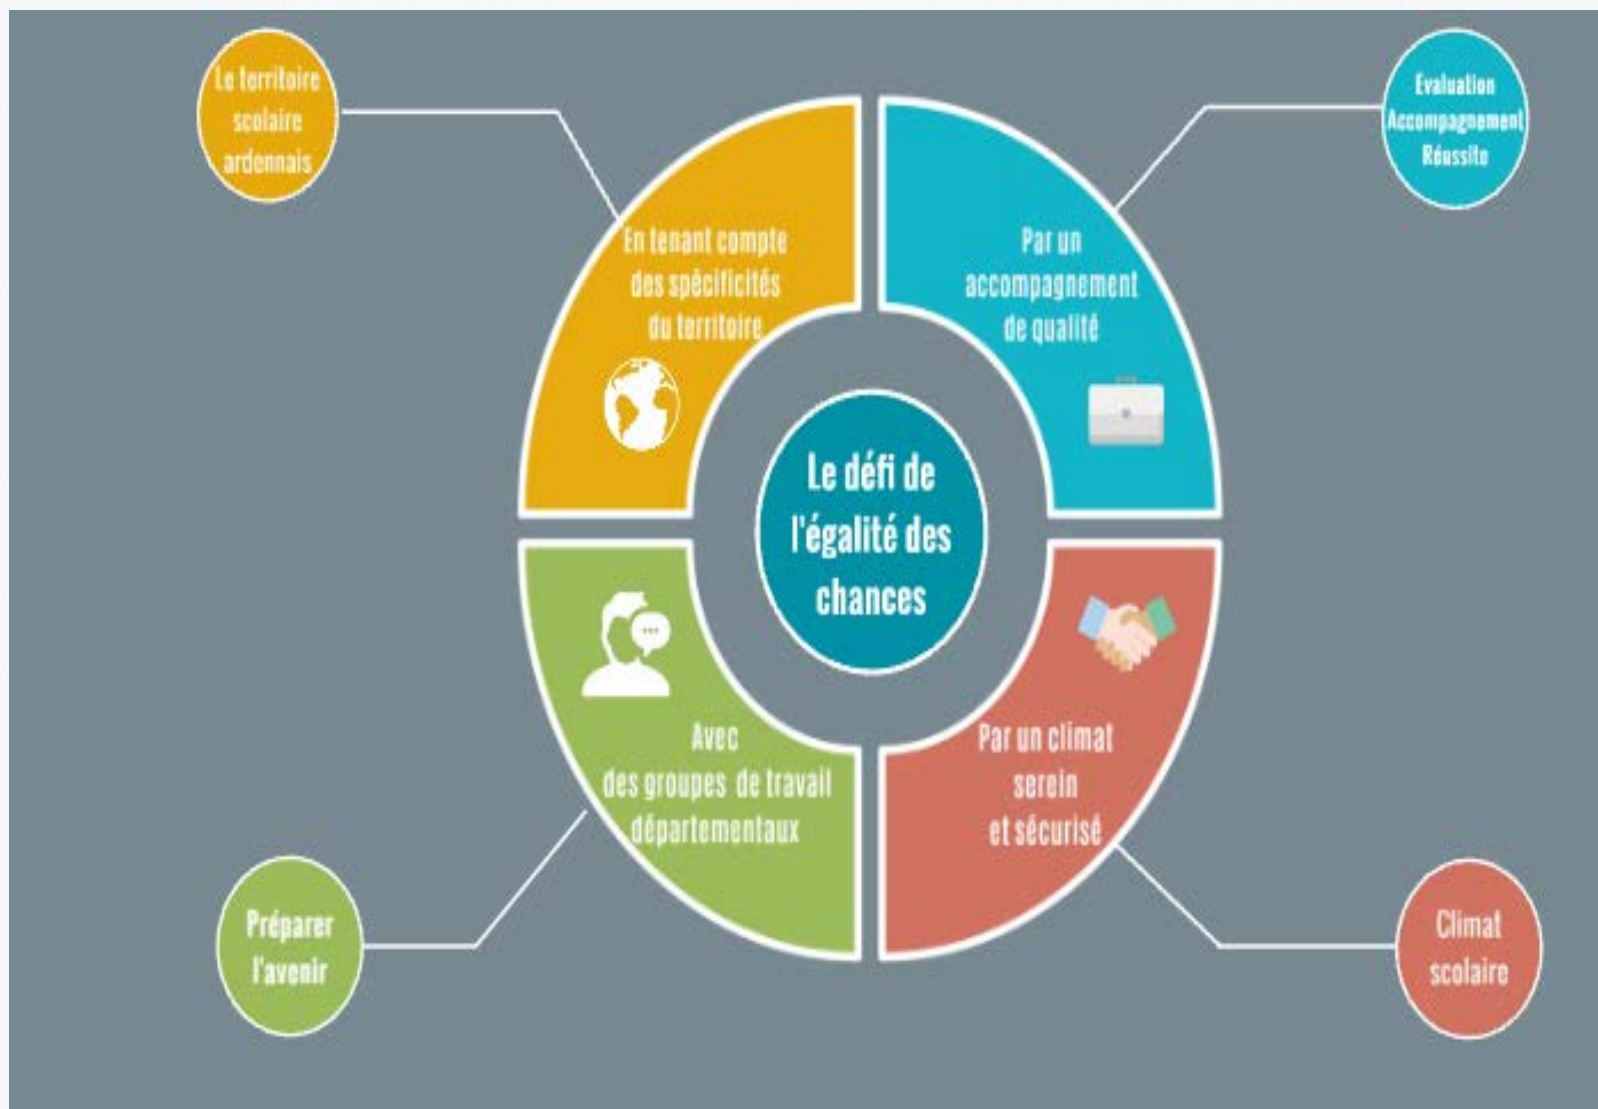 Le territoire
scolaire
ardennais
Evaluation
Accompagnement
Réussite
En tenant compte
des spécificités
du territoire
Par un
accompagnement
de qualité
Le défi de
l'égalité des
chances
Avec
des groupes de travail
départementaux
Par un climat
serein
et sécurisé
Préparer
l'avenir
Climat
scolaire